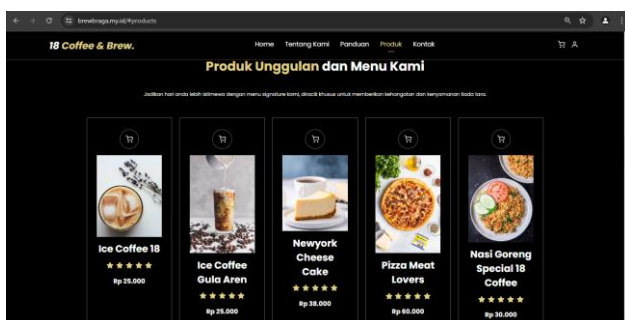 brewbraga.my.id/#products
18 Coffee & Brew.
Home Tentang Kami Panduan Produk Kontak
Produk Unggulan dan Menu Kami
Jadikan hari anda lebih istimewa dengan menu signature kami, diracik khusus untuk memberikan kehangatan dan kenyamanan tiada tara.
Ice Coffee 18
Rp 25.000
Ice Coffee
Gula Aren
Rp 25.000
Newyork
Cheese
Cake
Rp 38.000
Pizza Meat
Lovers
Rp 60.000
Nasi Goreng
Special 18
Coffee
Rp 30.000